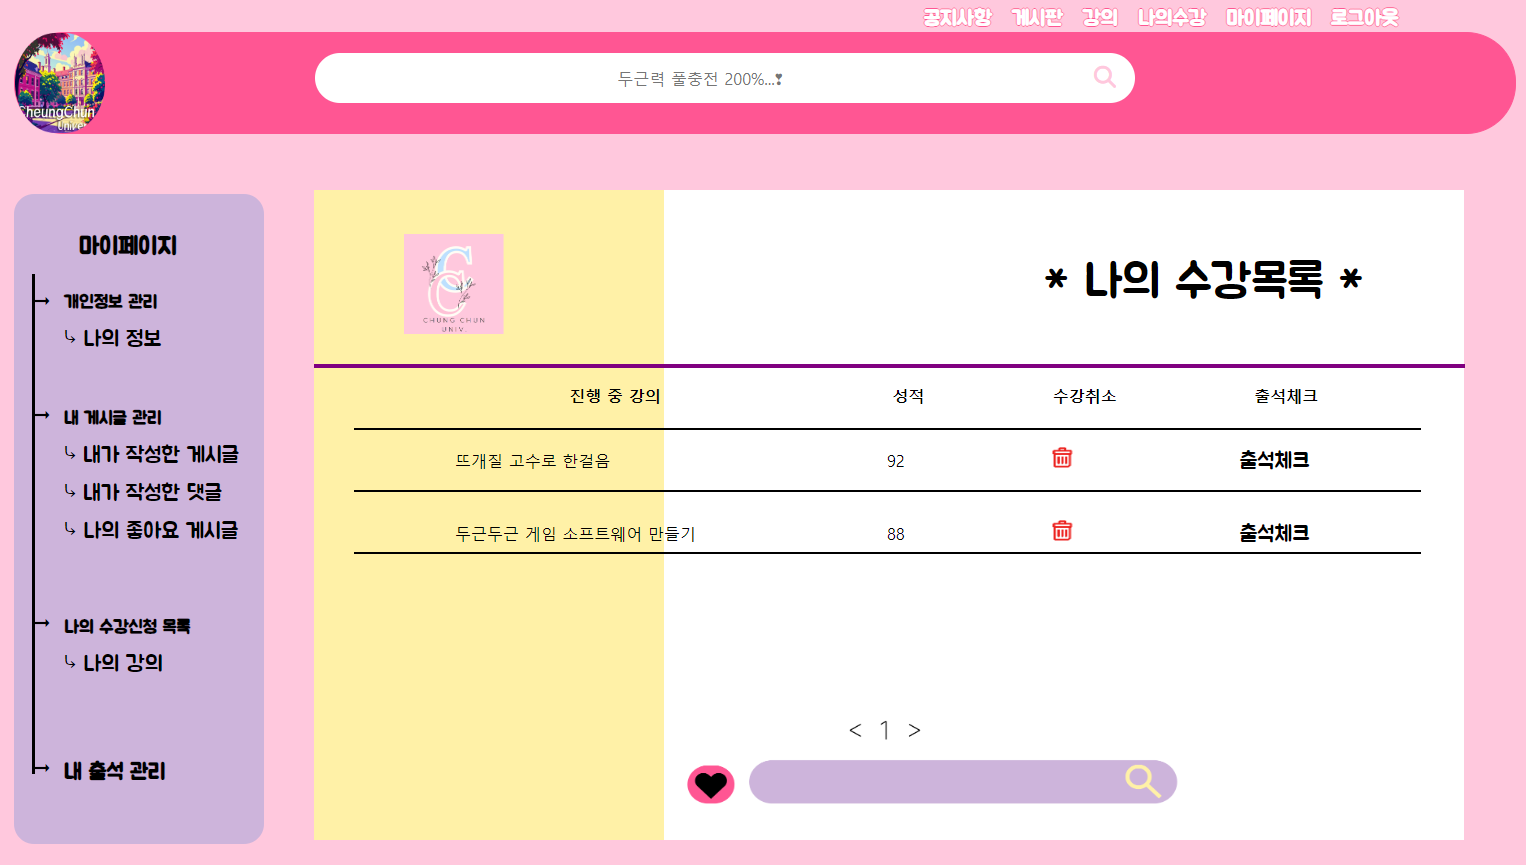 공지사항 게시판 강의 나의수강 마이페이지 로그아웃
CheungChun
Univer
두근력 풀충전 200%...❣
마이페이지
개인정보 관리
⤷ 나의 정보
내 게시글 관리
⤷ 내가 작성한 게시글
⤷ 내가 작성한 댓글
⤷ 나의 좋아요 게시글
나의 수강신청 목록
⤷ 나의 강의
내 출석 관리
CC
CHUNG CHUN
UNIV.
* 나의 수강목록 *
진행 중 강의 성적 수강취소 출석체크
뜨개질 고수로 한걸음 92 출석체크
두근두근 게임 소프트웨어 만들기 88 출석체크
< 1 >